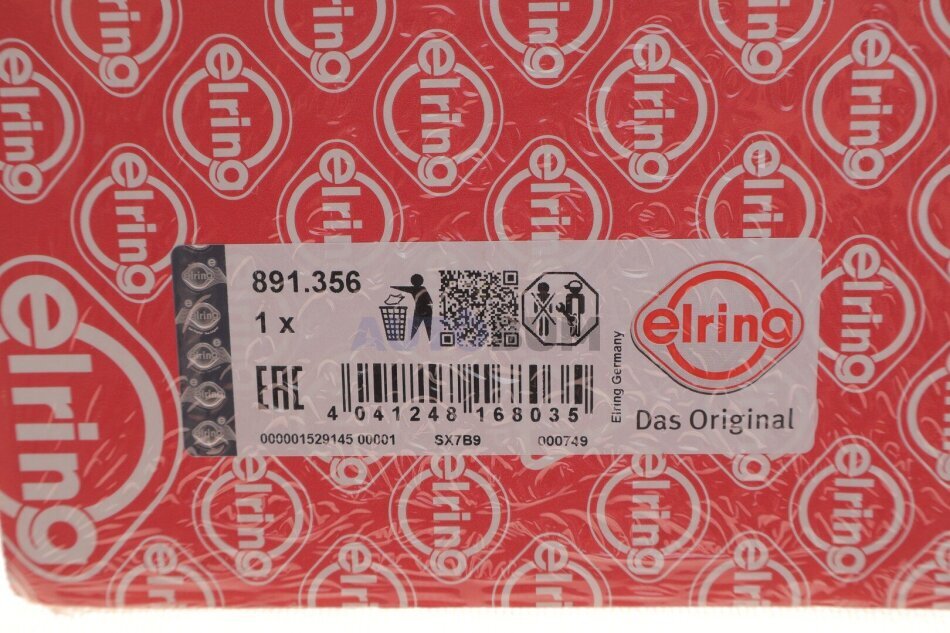 891.356
1 x
EAC
4 041248 168035
000001529145 00001 SX7B9 000749
Elring Germany
elring
Das Original
elring